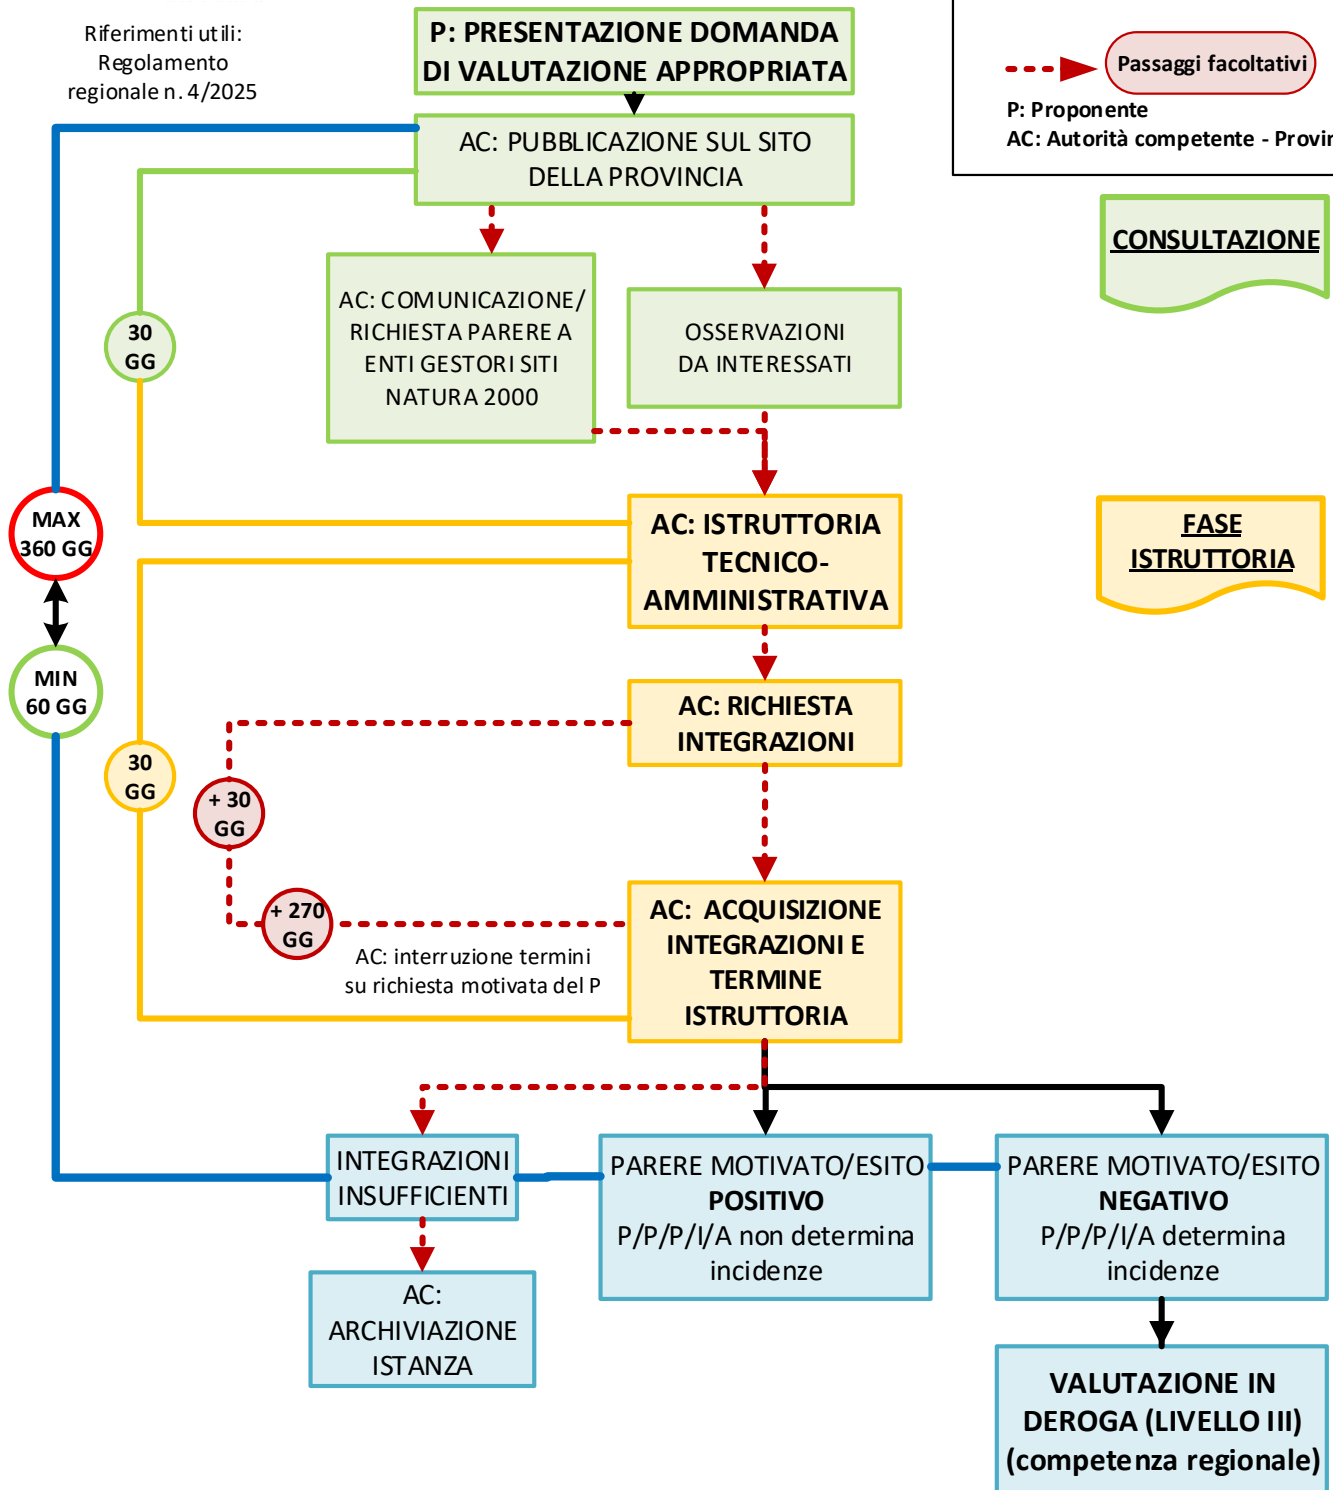 Riferimenti utili:
Regolamento
regionale n. 4/2025
P: PRESENTAZIONE DOMANDA
DI VALUTAZIONE APPROPRIATA
Passaggi facoltativi
P: Proponente
AC: Autorità competente - Provin
AC: PUBBLICAZIONE SUL SITO
DELLA PROVINCIA
CONSULTAZIONE
AC: COMUNICAZIONE/
RICHIESTA PARERE A
ENTI GESTORI SITI
NATURA 2000
OSSERVAZIONI
DA INTERESSATI
30
GG
MAX
360 GG
AC: ISTRUTTORIA
TECNICO-
AMMINISTRATIVA
FASE
ISTRUTTORIA
MIN
60 GG
AC: RICHIESTA
INTEGRAZIONI
30
GG
+ 30
GG
+ 270
GG
AC: interruzione termini
su richiesta motivata del P
AC: ACQUISIZIONE
INTEGRAZIONI E
TERMINE
ISTRUTTORIA
INTEGRAZIONI
INSUFFICIENTI
PARERE MOTIVATO/ESITO
POSITIVO
P/P/P/I/A non determina
incidenze
PARERE MOTIVATO/ESITO
NEGATIVO
P/P/P/I/A determina
incidenze
AC:
ARCHIVIAZIONE
ISTANZA
VALUTAZIONE IN
DEROGA (LIVELLO III)
(competenza regionale)